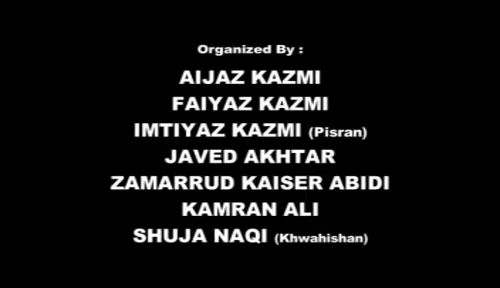 Organized By :
AIJAZ KAZMI
FAIYAZ KAZMI
IMTIYAZ KAZMI (Pisran)
JAVED AKHTAR
ZAMARRUD KAISER ABIDI
KAMRAN ALI
SHUJA NAQI (Khwahishan)